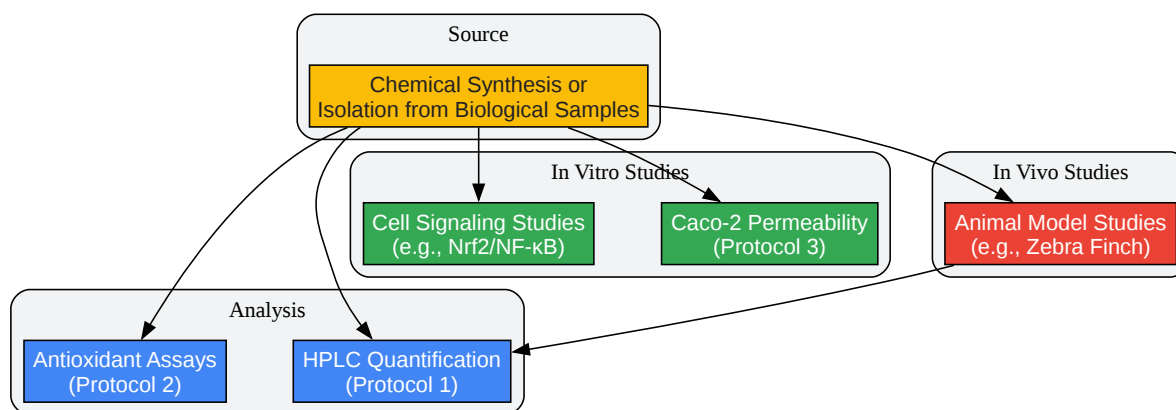 Source
Chemical Synthesis or
Isolation from Biological Samples
In Vitro Studies
In Vivo Studies
Cell Signaling Studies
(e.g., Nrf2/NF-κB)
Caco-2 Permeability
(Protocol 3)
Animal Model Studies
(e.g., Zebra Finch)
Analysis
Antioxidant Assays
(Protocol 2)
HPLC Quantification
(Protocol 1)